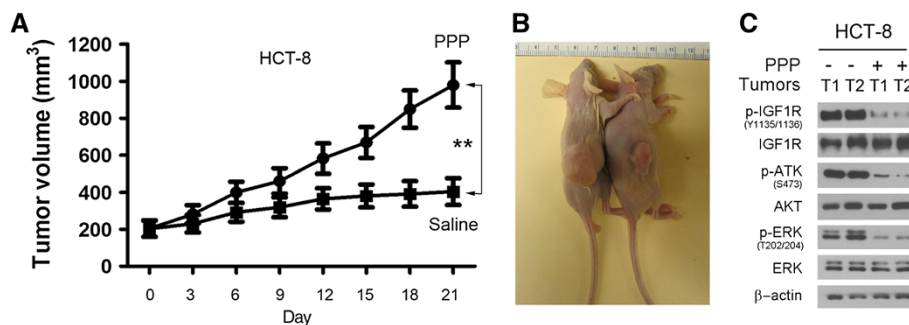 A
HCT-8
Tumor volume (mm³)
1200
1000
800
600
400
200
0
0 3 6 9 12 15 18 21
Day
PPP
**
Saline
B
C
HCT-8
PPP - - + +
Tumors T1 T2 T1 T2
p-IGF1R
(Y1135/1136)
IGF1R
p-ATK
(S473)
AKT
p-ERK
(T202/204)
ERK
β-actin